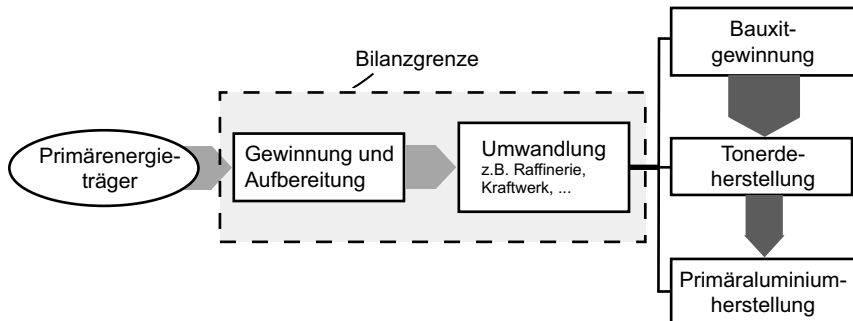 Bilanzgrenze
Primärenergie-
träger
Gewinnung und
Aufbereitung
Umwandlung
z.B. Raffinerie,
Kraftwerk, ...
Bauxit-
gewinnung
Tonerde-
herstellung
Primäraluminium-
herstellung